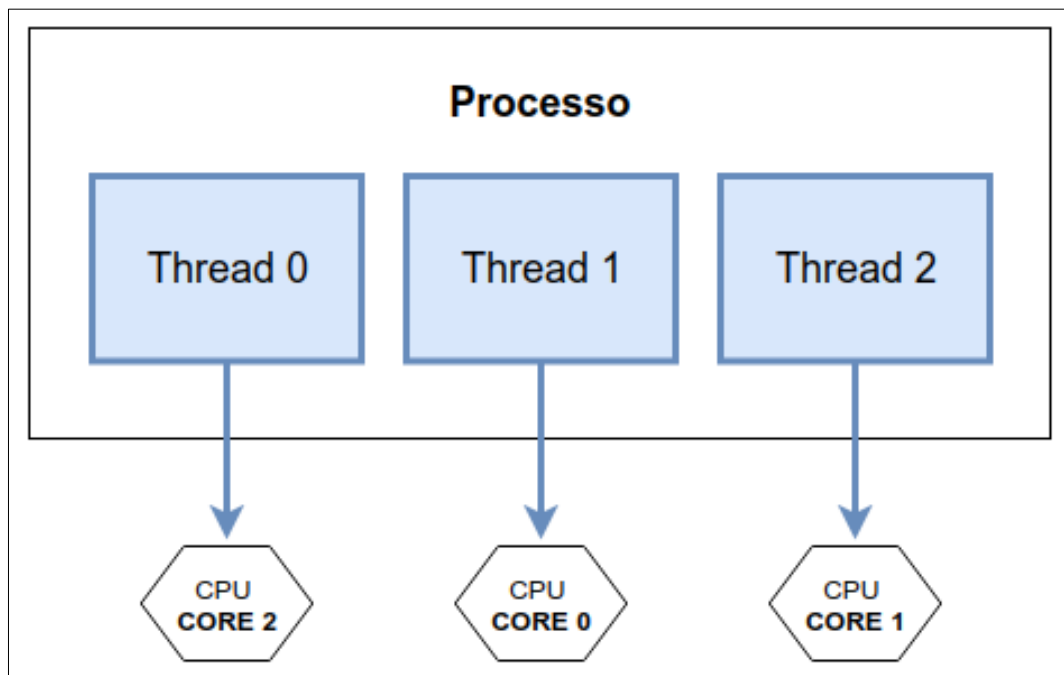 Processo
Thread 0
Thread 1
Thread 2
CPU
CORE 2
CPU
CORE 0
CPU
CORE 1